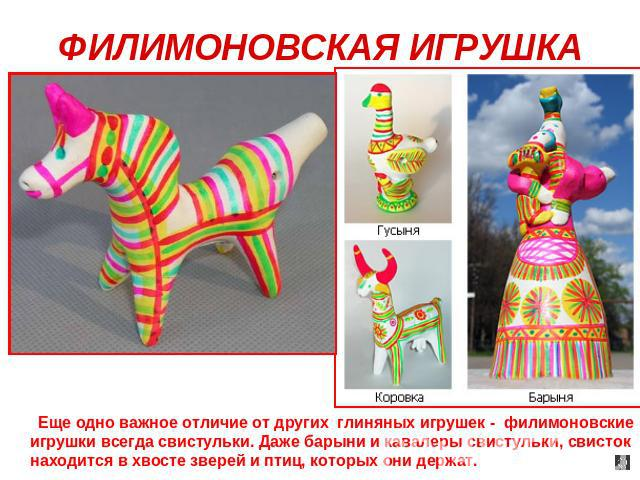 ФИЛИМОНОВСКАЯ ИГРУШКА
Гусыня
Коровка
Барыня
Еще одно важное отличие от других глиняных игрушек - филимоновские
игрушки всегда свистульки. Даже барыни и кавалеры свистульки, свисток
находится в хвосте зверей и птиц, которых они держат.